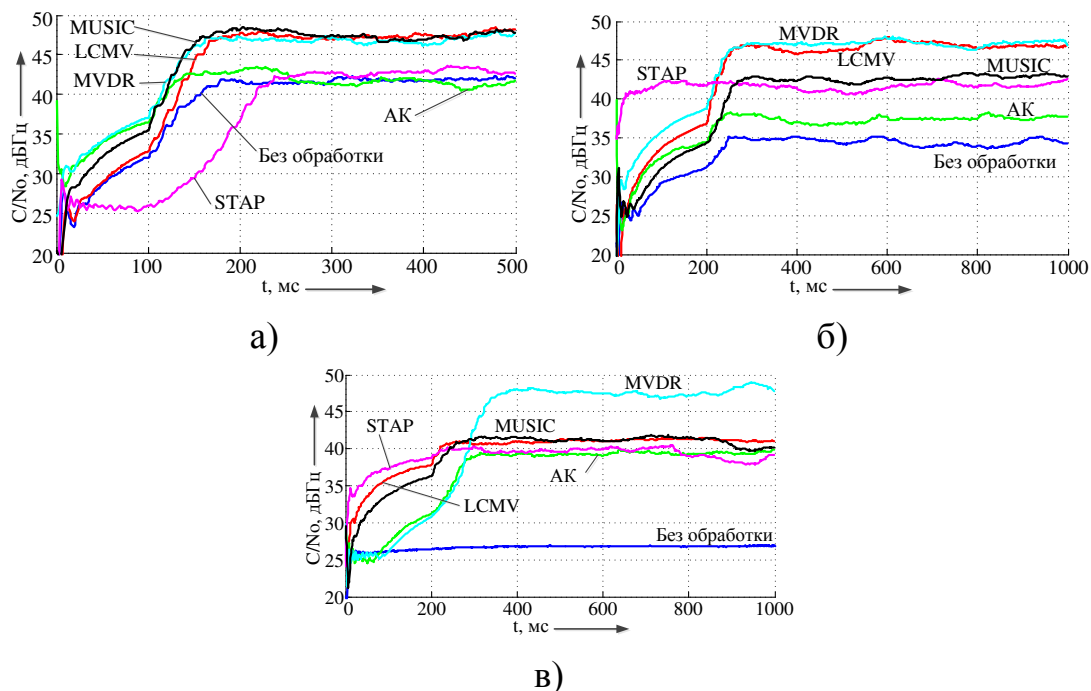 C/No, дБГц
50
45
40
35
30
25
20
MUSIC
LCMV
MVDR
АК
Без обработки
STAP
0 100 200 300 400 500
t, мс
а)
C/No, дБГц
50
45
40
35
30
25
20
MVDR
LCMV
MUSIC
STAP
АК
Без обработки
0 200 400 600 800 1000
t, мс
б)
C/No, дБГц
50
45
40
35
30
25
20
MVDR
STAP
MUSIC
АК
LCMV
Без обработки
0 200 400 600 800 1000
t, мс
в)